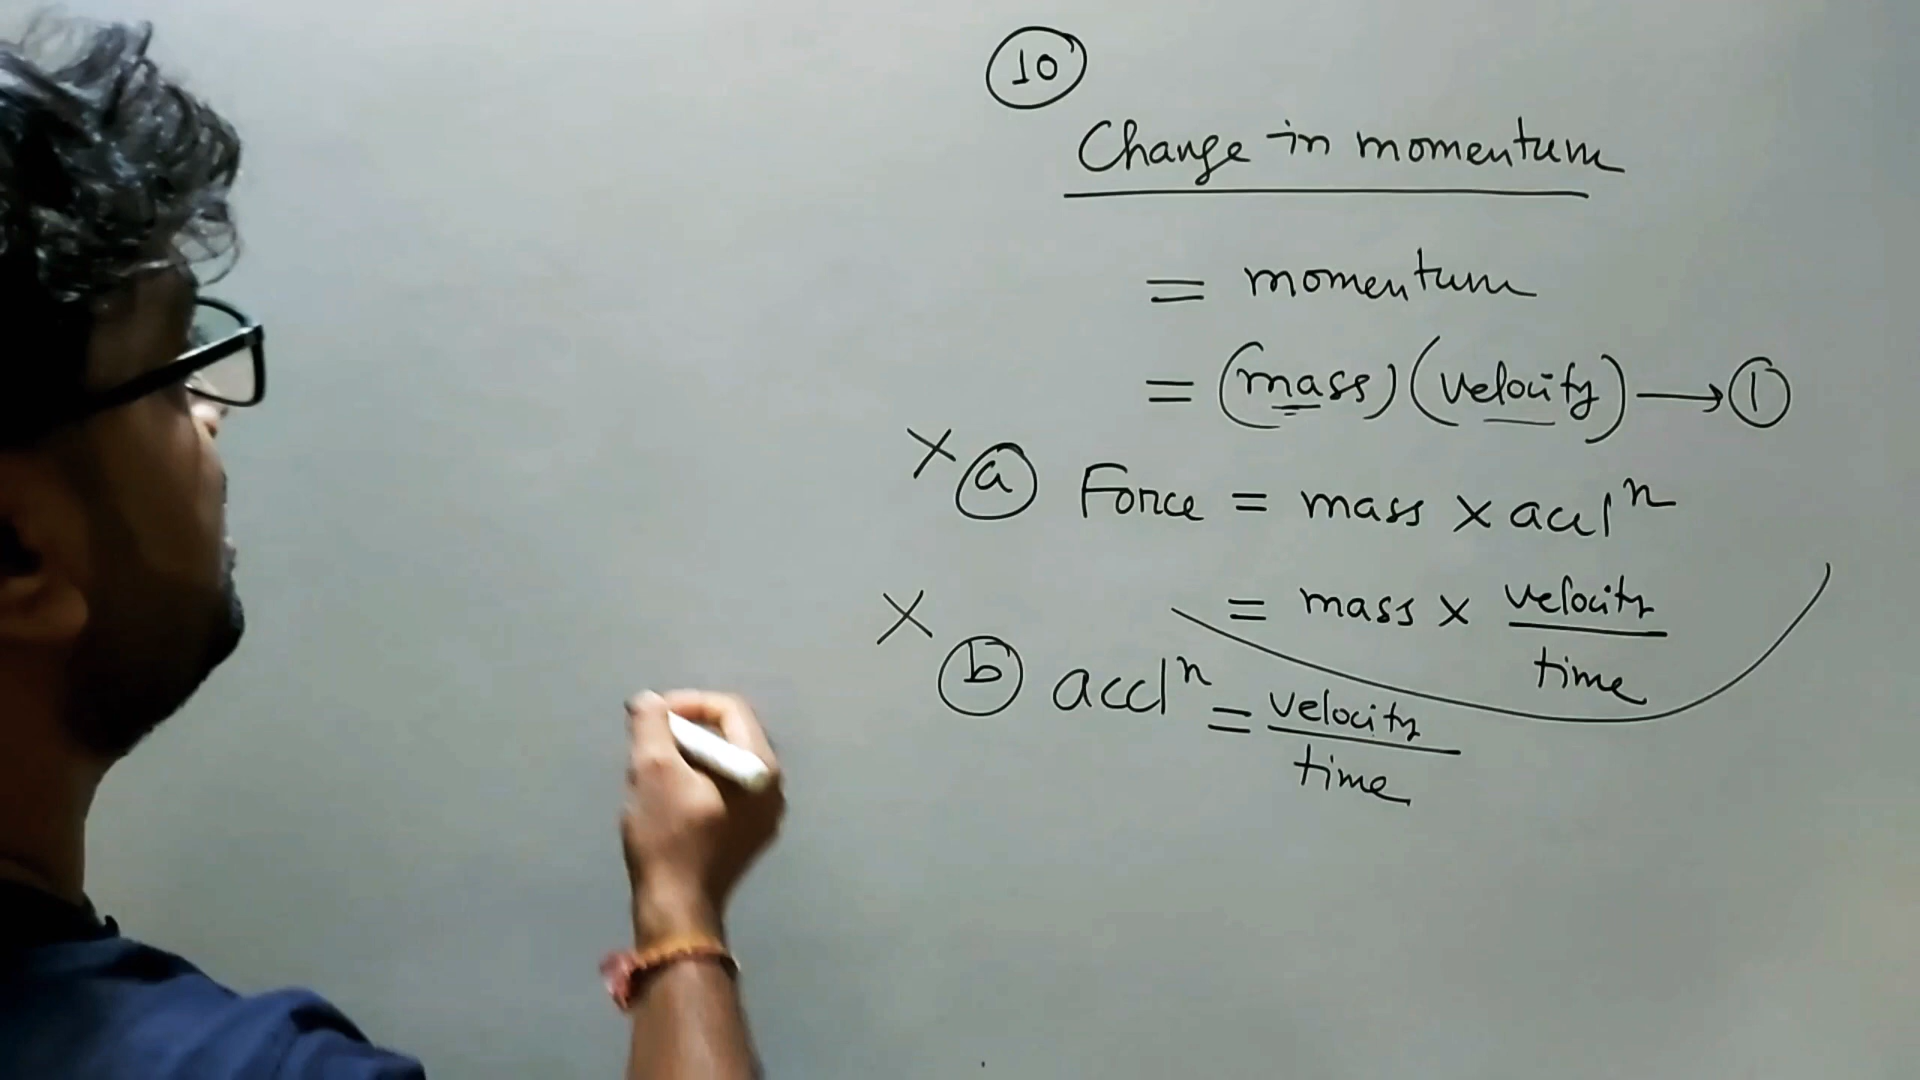 10
Change in momentum
= momentum
= (mass) (velocity) → 1
X a Force = mass x accl^n
= mass x velocity / time
X b accl^n = velocity / time